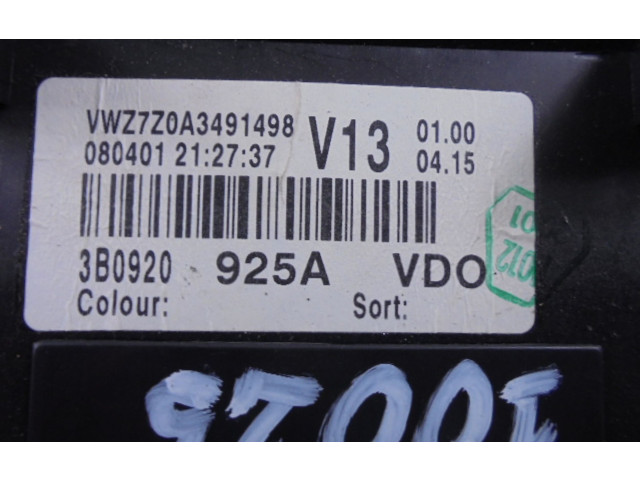 VWZ7Z0A3491498 V13 01.00
080401 21:27:37 04.15
3B0920 925A VDO
Colour: Sort: